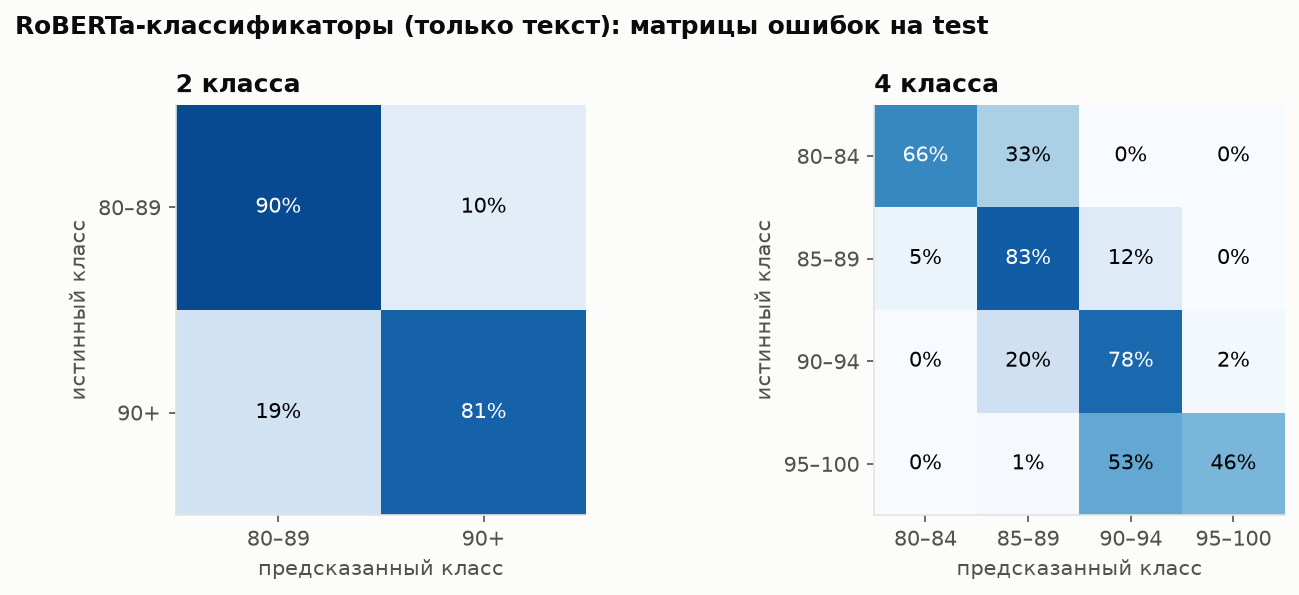 RoBERTa-классификаторы (только текст): матрицы ошибок на test
2 класса
истинный класс
80–89
90% 10%
90+
19% 81%
80–89 90+
предсказанный класс
4 класса
истинный класс
80–84
66% 33% 0% 0%
85–89
5% 83% 12% 0%
90–94
0% 20% 78% 2%
95–100
0% 1% 53% 46%
80–84 85–89 90–94 95–100
предсказанный класс